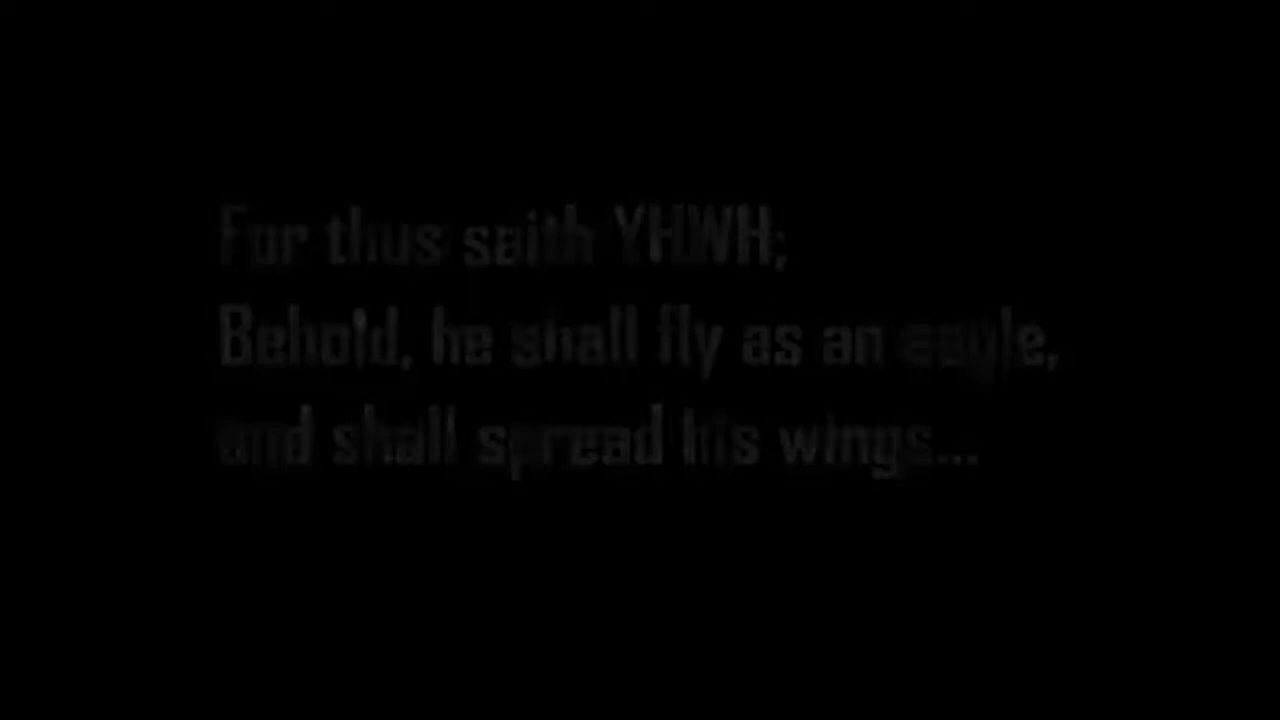 For thus saith YHWH;
Behold, he shall fly as an eagle,
and shall spread his wings...